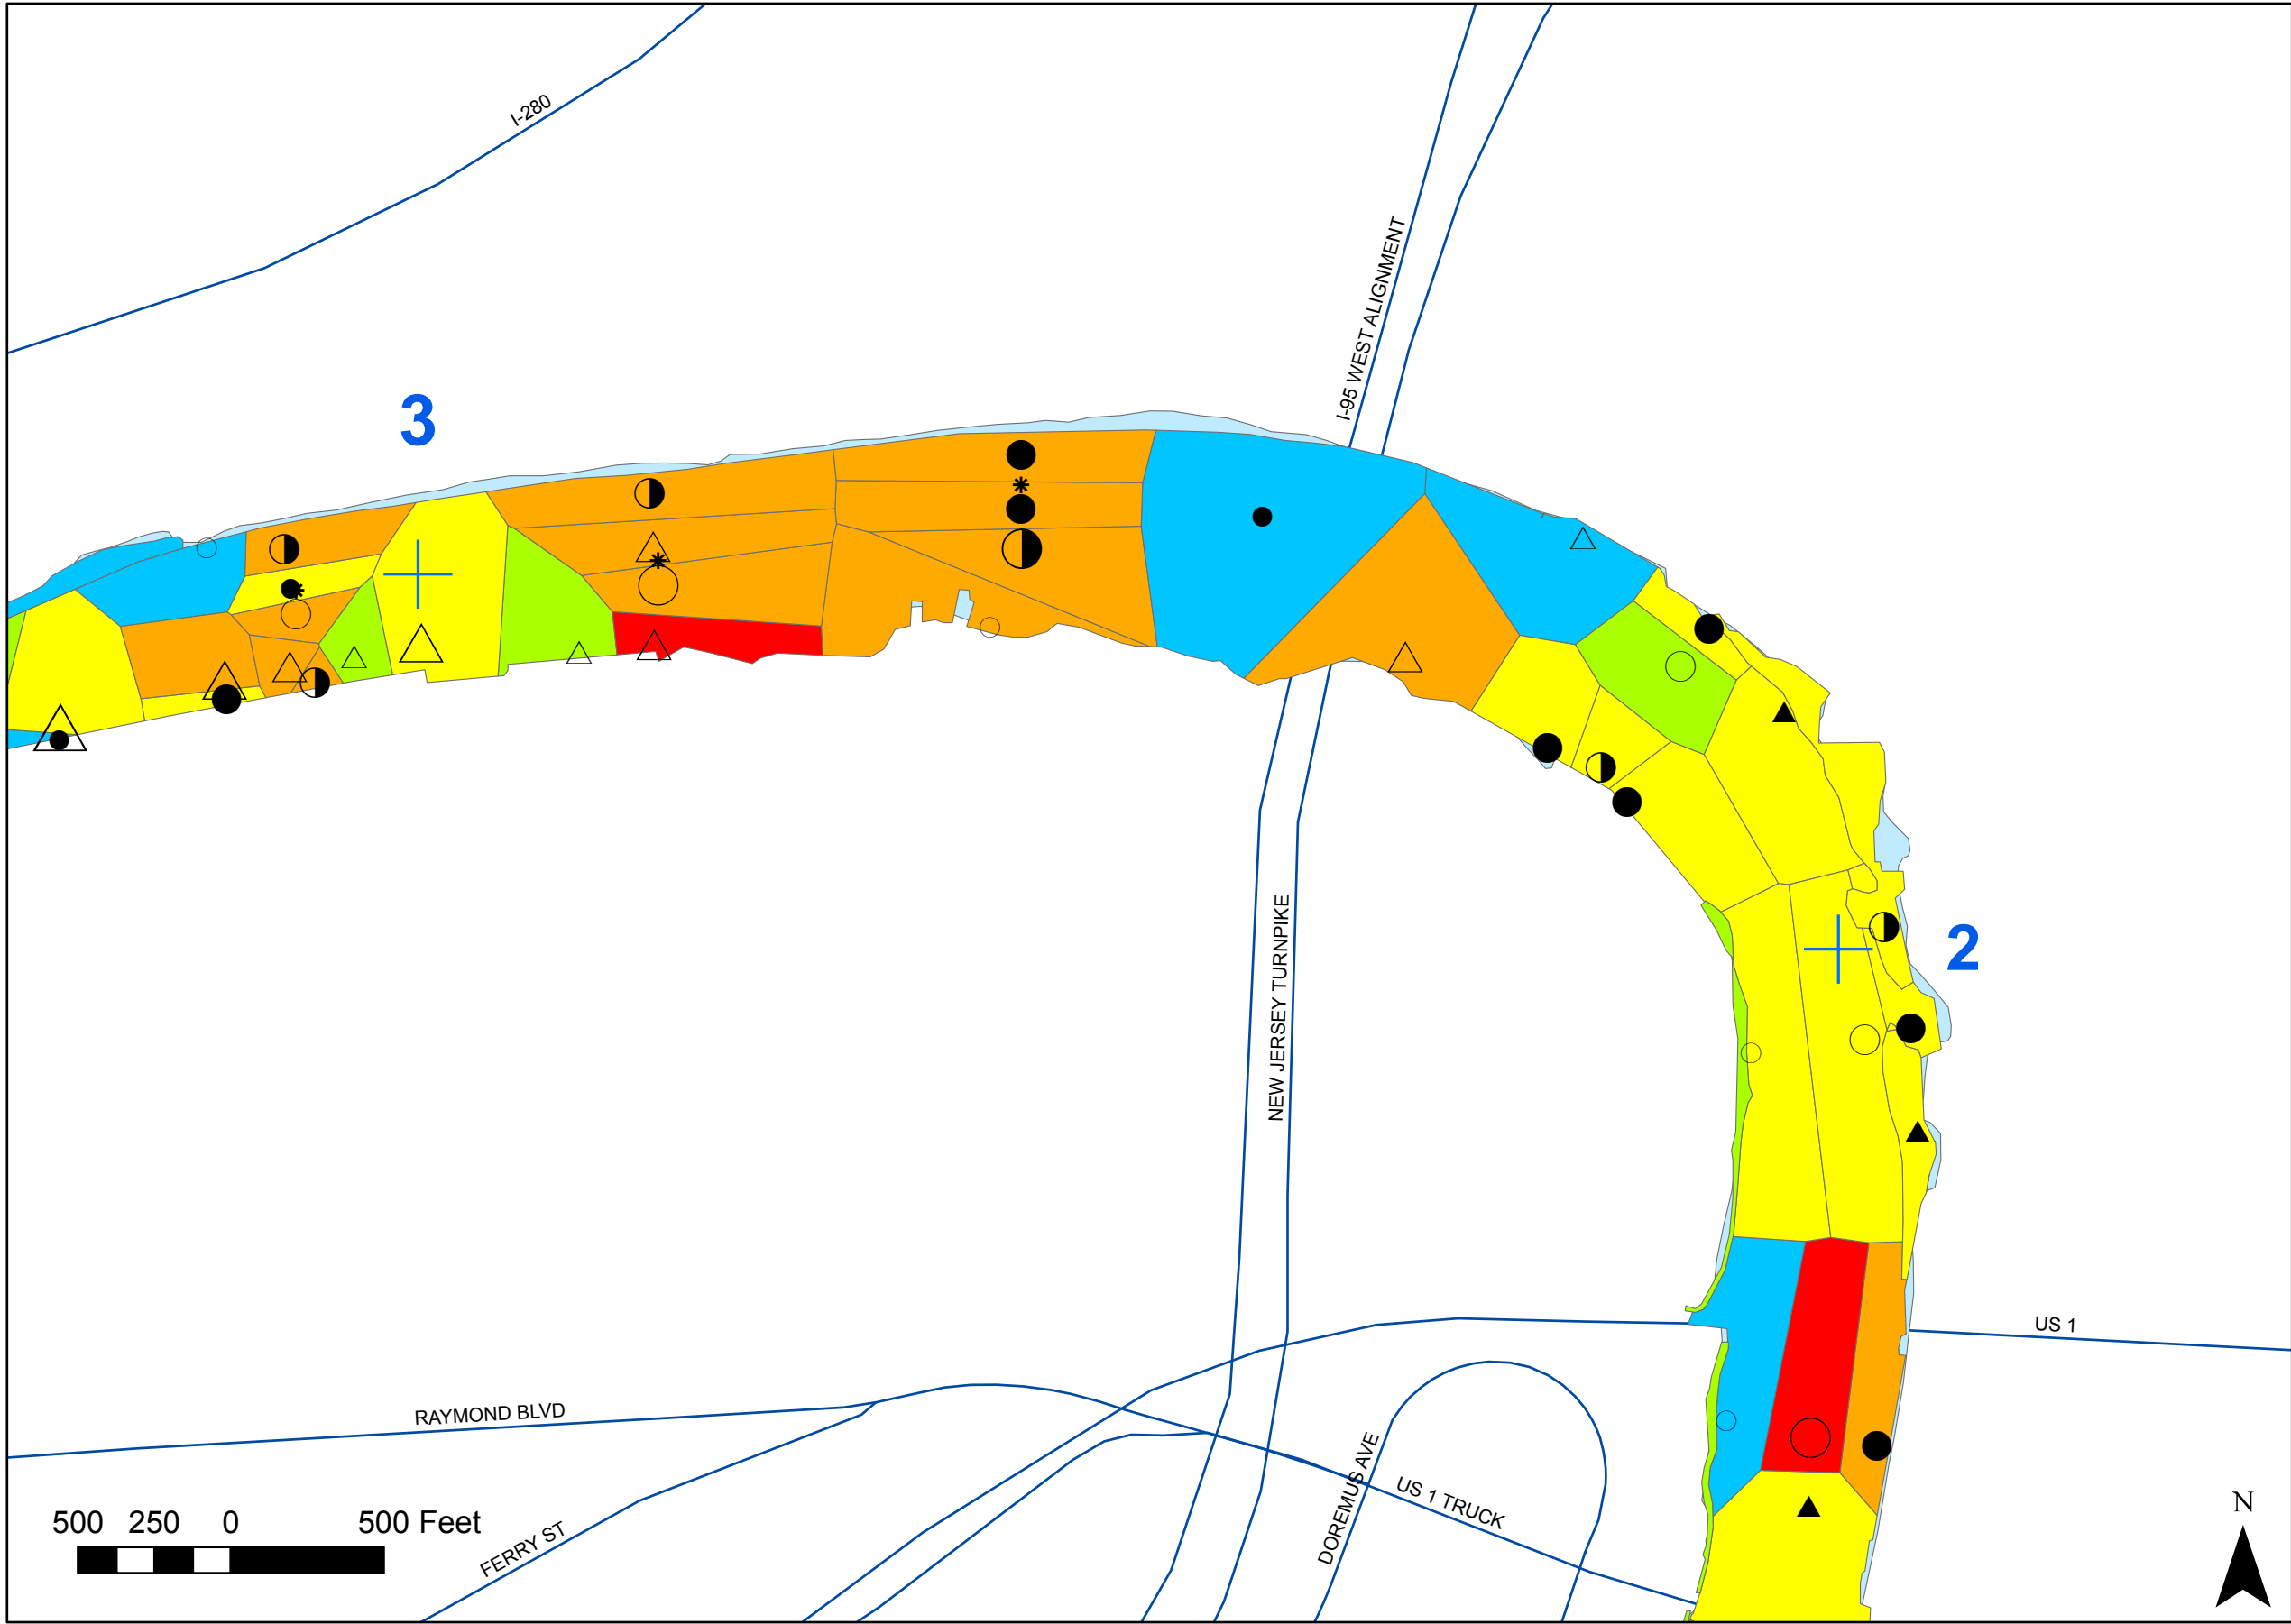 I-280
I-95 WEST ALIGNMENT
3
NEW JERSEY TURNPIKE
2
US 1
RAYMOND BLVD
DOREMUS AVE
US 1 TRUCK
FERRY ST
500 250 0 500 Feet
N